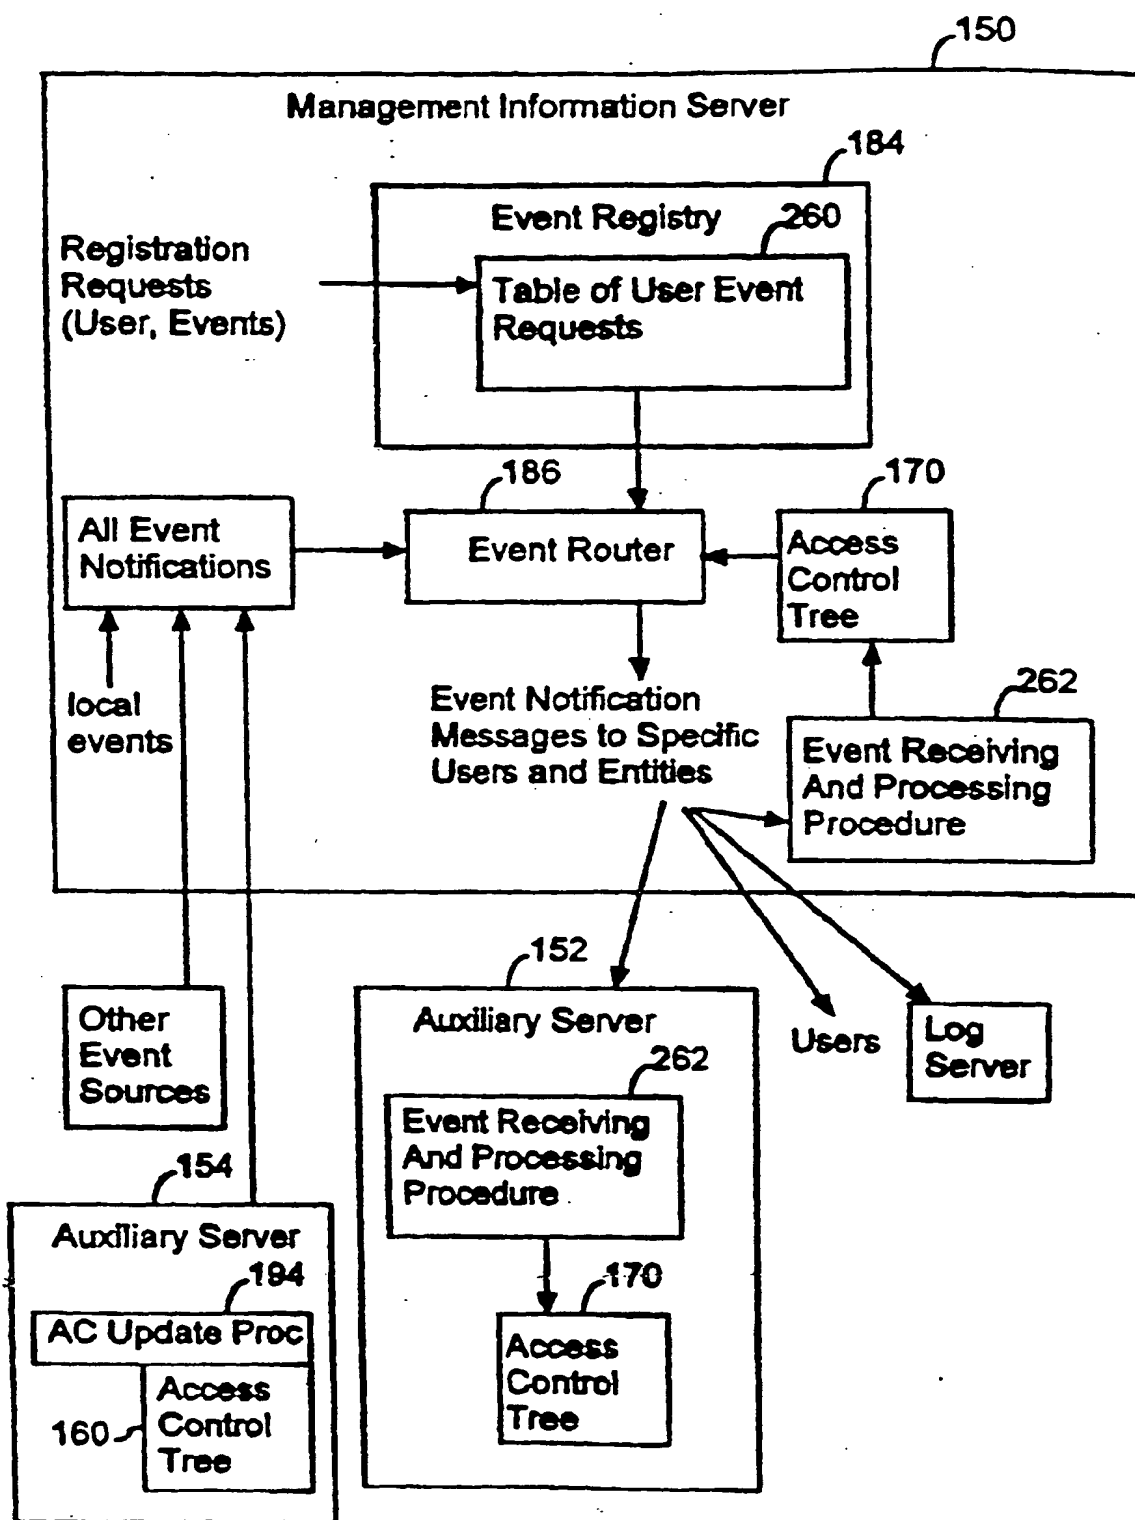 150
Management Information Server
184
Event Registry
260
Registration
Requests
(User, Events)
Table of User Event
Requests
186
170
All Event
Notifications
Event Router
Access
Control
Tree
local
events
Event Notification
Messages to Specific
Users and Entities
262
Event Receiving
And Processing
Procedure
152
Other
Event
Sources
Auxiliary Server
Users
Log
Server
262
Event Receiving
And Processing
Procedure
154
Auxiliary Server
194
AC Update Proc
Access
Control
Tree
160
170
Access
Control
Tree